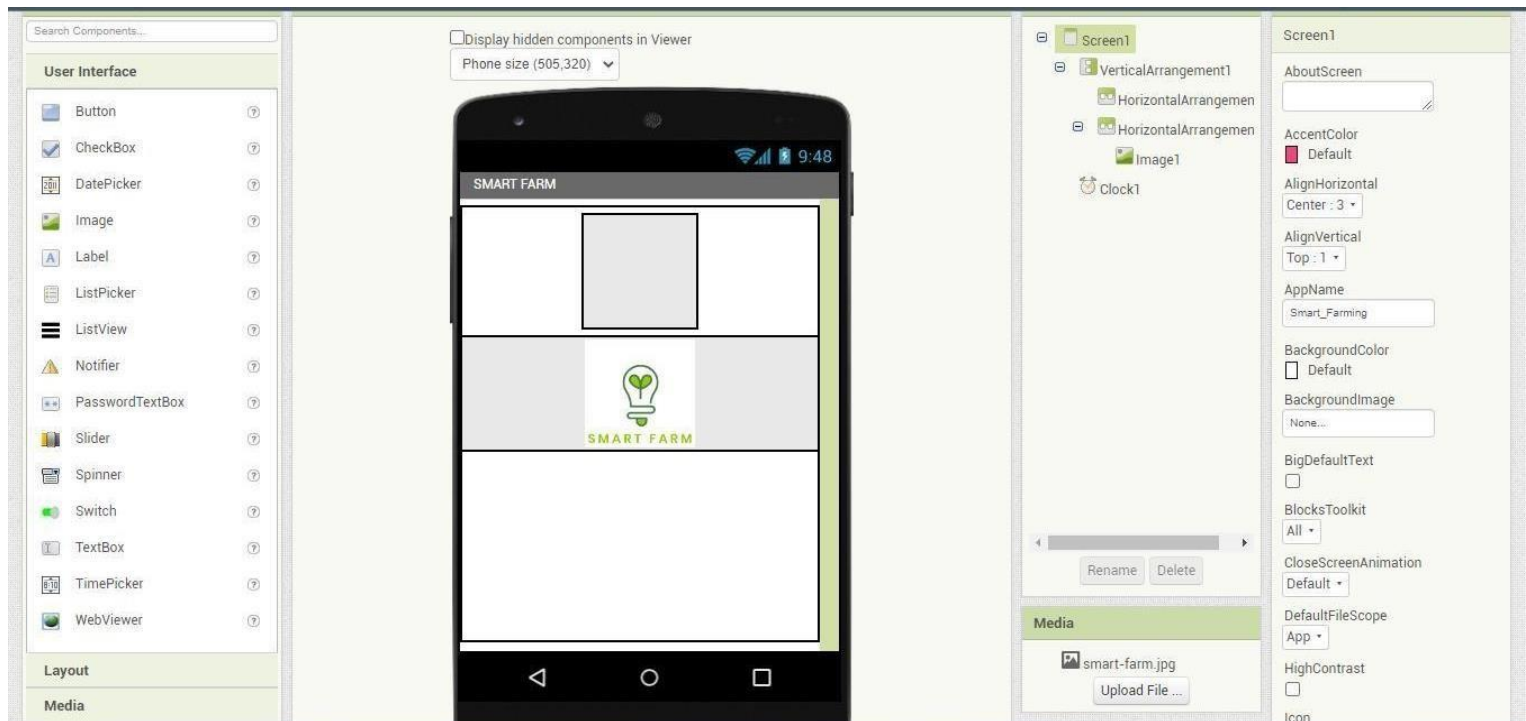 Search Components...
User Interface
Button ?
CheckBox ?
DatePicker ?
Image ?
Label ?
ListPicker ?
ListView ?
Notifier ?
PasswordTextBox ?
Slider ?
Spinner ?
Switch ?
TextBox ?
TimePicker ?
WebViewer ?
Layout
Media
Display hidden components in Viewer
Phone size (505,320)
9:48
SMART FARM
SMART FARM
Screen1
VerticalArrangement1
HorizontalArrangemen
HorizontalArrangemen
Image1
Clock1
Rename Delete
Media
smart-farm.jpg
Upload File ...
Screen1
AboutScreen
AccentColor
Default
AlignHorizontal
Center : 3
AlignVertical
Top : 1
AppName
Smart_Farming
BackgroundColor
Default
BackgroundImage
None...
BigDefaultText
BlocksToolkit
All
CloseScreenAnimation
Default
DefaultFileScope
App
HighContrast
Icon